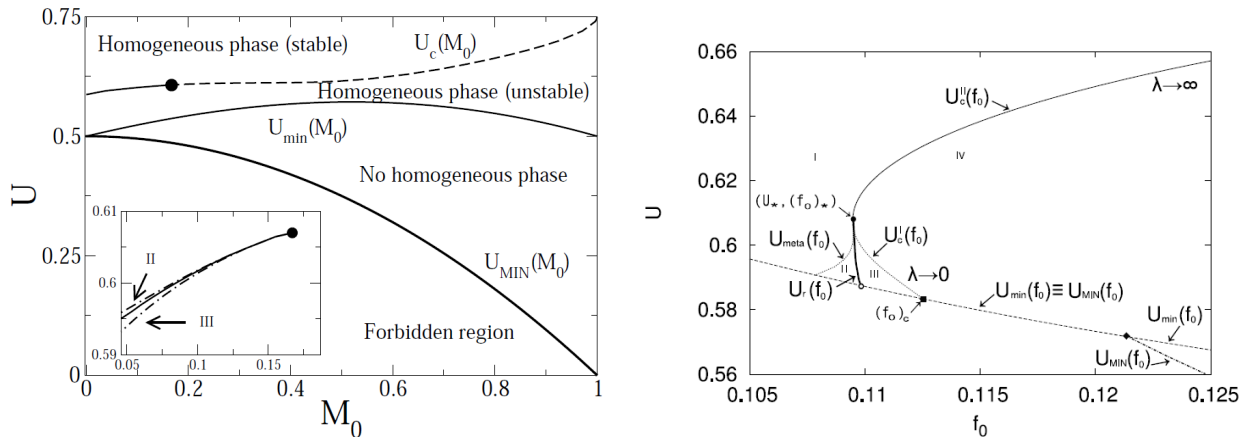 0.75
Homogeneous phase (stable)
U_c(M_0)
Homogeneous phase (unstable)
0.5
U_min(M_0)
No homogeneous phase
U
0.61
II
0.6
III
0.59
0.05
0.1
0.15
0.25
U_MIN(M_0)
Forbidden region
0
0
0.2
0.4
0.6
0.8
1
M_0
0.66
λ→∞
U_c^II(f_0)
0.64
I
IV
0.62
(U_*,(f_o)_*)
U
0.6
U_meta(f_0)
U_c^I(f_0)
II
III
λ→0
U_r(f_0)
U_min(f_0)≡ U_MIN(f_0)
0.58
(f_o)_c
U_min(f_0)
U_MIN(f_0)
0.56
0.105
0.11
0.115
0.12
0.125
f_0